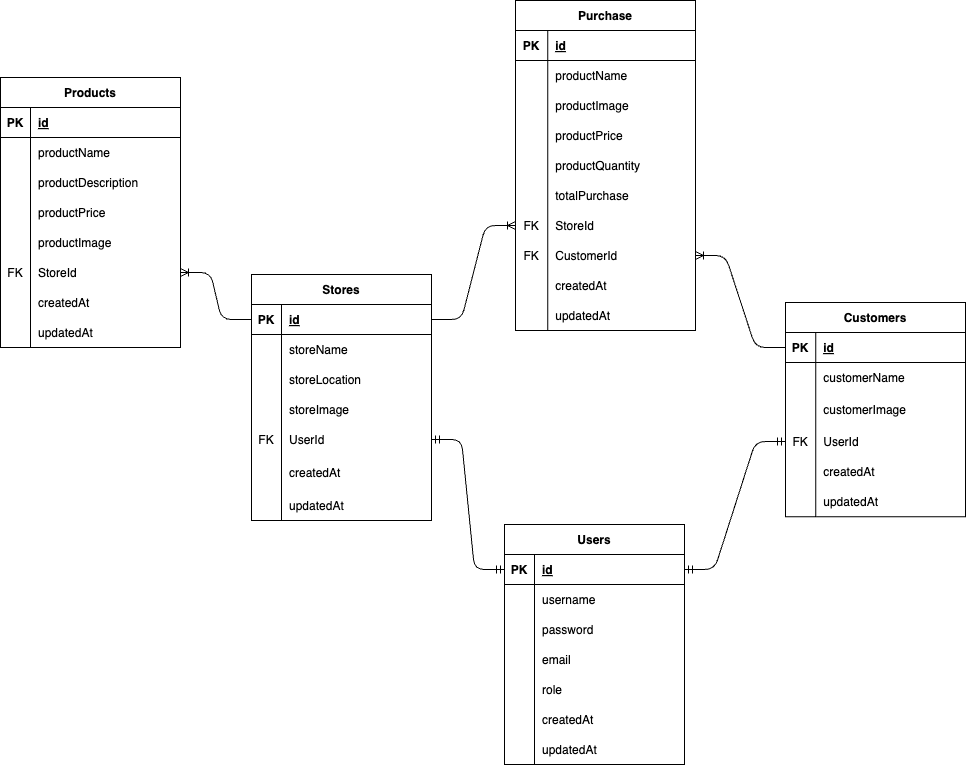 Purchase
PK id
productName
productImage
productPrice
productQuantity
totalPurchase
FK StoreId
FK CustomerId
createdAt
updatedAt
Products
PK id
productName
productDescription
productPrice
productImage
FK StoreId
createdAt
updatedAt
Stores
PK id
storeName
storeLocation
storeImage
FK UserId
createdAt
updatedAt
Customers
PK id
customerName
customerImage
FK UserId
createdAt
updatedAt
Users
PK id
username
password
email
role
createdAt
updatedAt